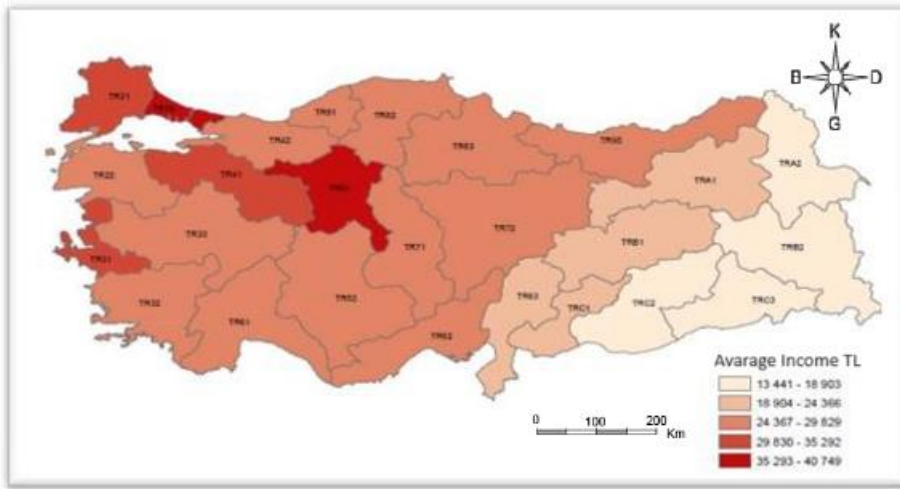 K
B D
G
TR21
TR42
TR81
TR82
TR83
TR90
TRA2
TRA1
TR22
TR41
TR33
TR71
TR72
TRB1
TRB2
TR31
TR32
TR61
TR52
TR62
TR63
TRC1
TRC2
TRC3
Avarage Income TL
13 441 - 18 903
18 904 - 24 366
24 367 - 29 829
29 830 - 35 292
35 293 - 40 749
0 100 200
Km